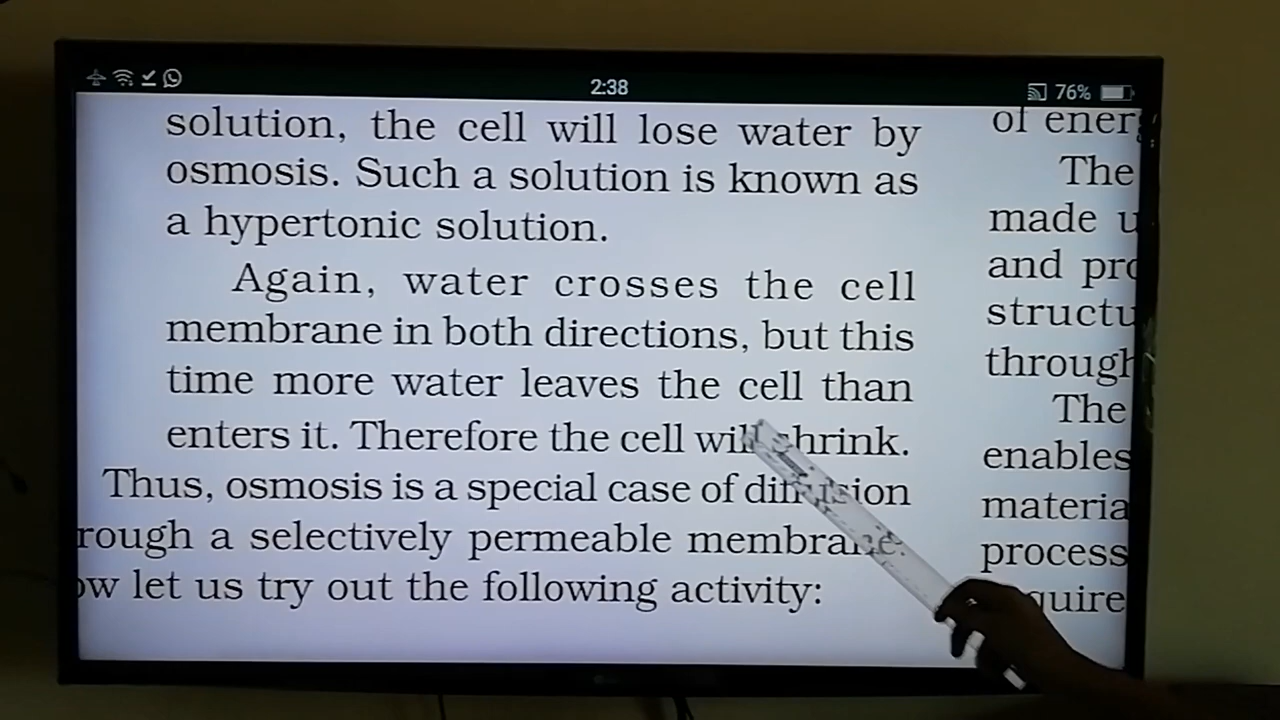 2:38
76%
solution, the cell will lose water by
osmosis. Such a solution is known as
a hypertonic solution.
Again, water crosses the cell
membrane in both directions, but this
time more water leaves the cell than
enters it. Therefore the cell will shrink.
Thus, osmosis is a special case of diffusion
rough a selectively permeable membrane.
ow let us try out the following activity:
of ener
The
made u
and pro
structu
through
The
enables
materia
process
quire